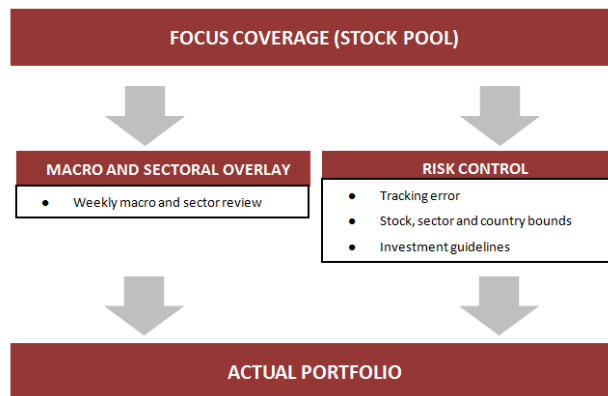 FOCUS COVERAGE (STOCK POOL)
MACRO AND SECTORAL OVERLAY
● Weekly macro and sector review
RISK CONTROL
● Tracking error
● Stock, sector and country bounds
● Investment guidelines
ACTUAL PORTFOLIO